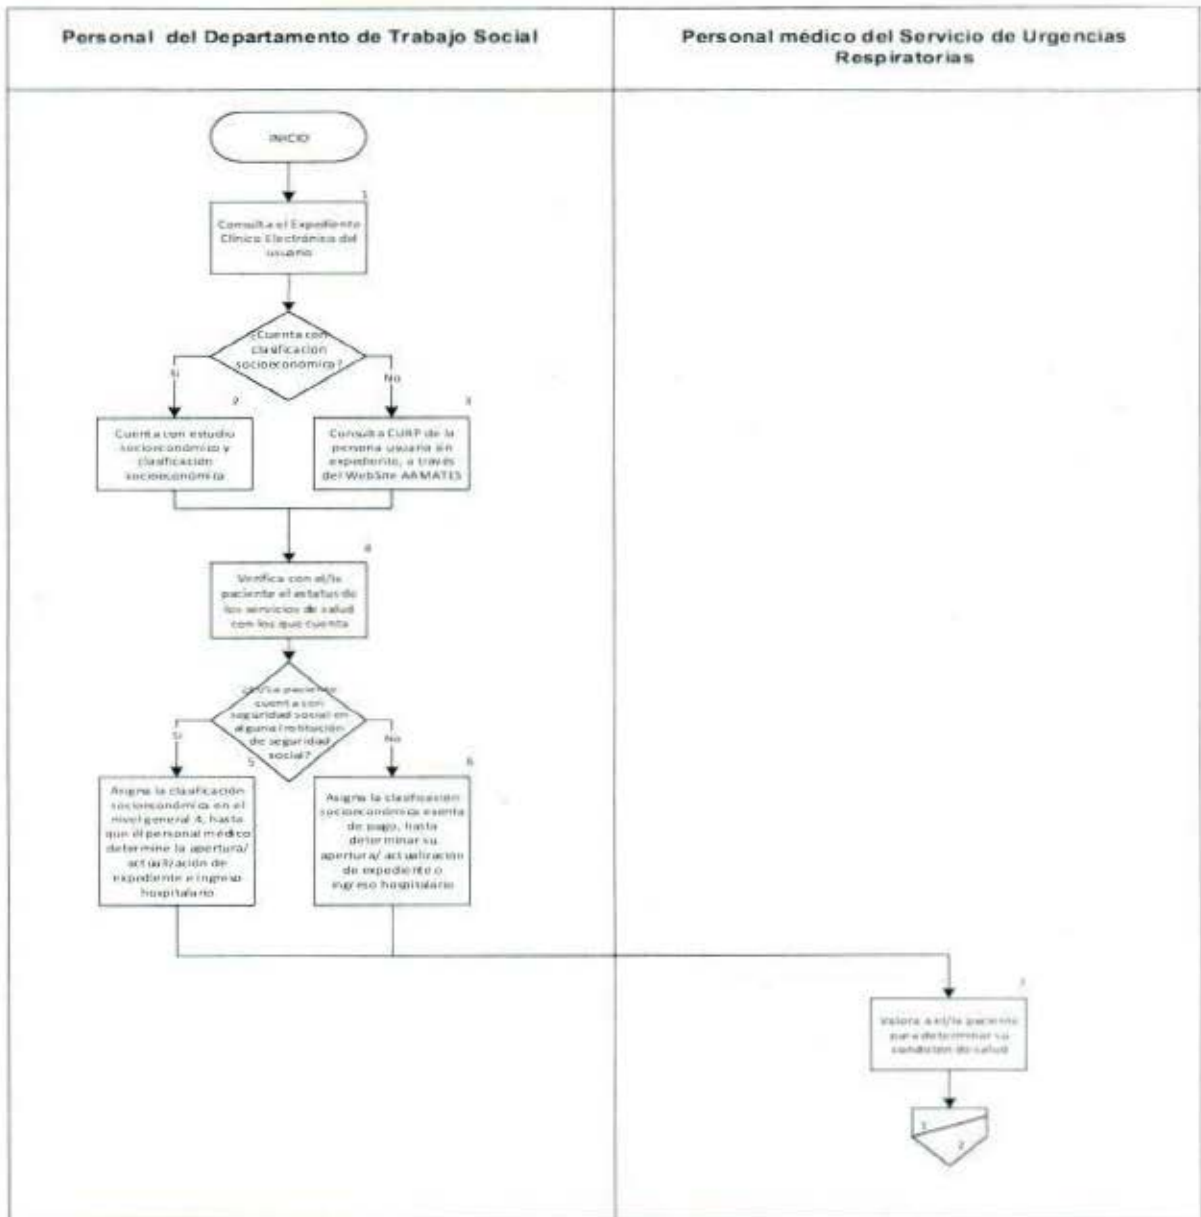 Personal del Departamento de Trabajo Social
Personal médico del Servicio de Urgencias
Respiratorias
INICIO
1
Consulta el Expediente
Clínico Electrónico del
usuario
¿Cuenta con
clasificación
socioeconómica?
Si
No
2
Cuenta con estudio
socioeconómico y
clasificación
socioeconómica
3
Consulta CURP de la
persona usuaria sin
expediente, a través
del WebSite AARMATES
4
Verifica con el/la
paciente el estatus de
los servicios de salud
con los que cuenta
¿El/La paciente
cuenta con
seguridad social en
alguna institución
de seguridad
social?
Si
No
5
Asigna la clasificación
socioeconómica en el
nivel general 4, hasta
que el personal médico
determine la apertura/
actualización de
expediente e ingreso
hospitalario
6
Asigna la clasificación
socioeconómica exenta
de pago, hasta
determinar su
apertura/ actualización
de expediente o
ingreso hospitalario
7
Valora a el/la paciente
para determinar su
condición de salud
1
2